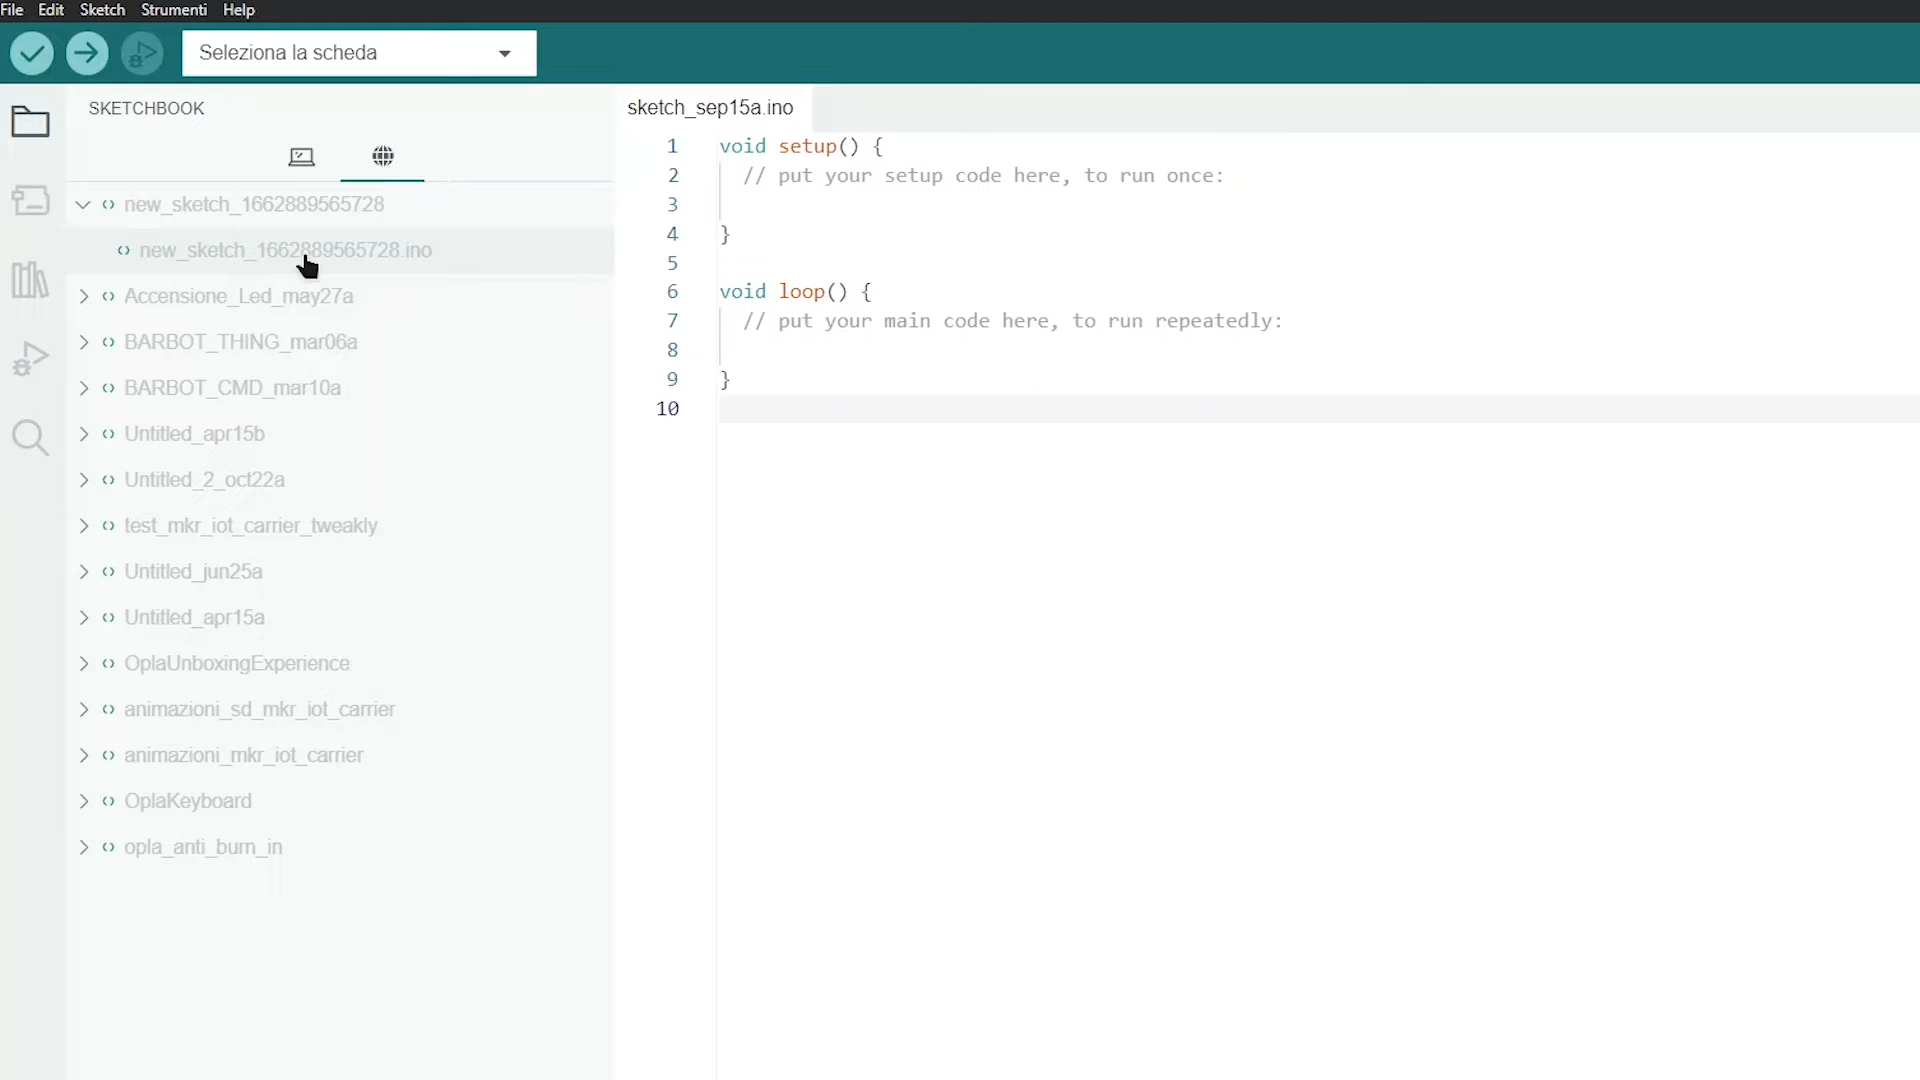 File Edit Sketch Strumenti Help
Seleziona la scheda
SKETCHBOOK
new_sketch_1662889565728
new_sketch_1662889565728.ino
Accensione_Led_may27a
BARBOT_THING_mar06a
BARBOT_CMD_mar10a
Untitled_apr15b
Untitled_2_oct22a
test_mkr_iot_carrier_tweakly
Untitled_jun25a
Untitled_apr15a
OplaUnboxingExperience
animazioni_sd_mkr_iot_carrier
animazioni_mkr_iot_carrier
OplaKeyboard
opla_anti_burn_in
sketch_sep15a.ino
1 void setup() {
2 // put your setup code here, to run once:
3
4 }
5
6 void loop() {
7 // put your main code here, to run repeatedly:
8
9 }
10